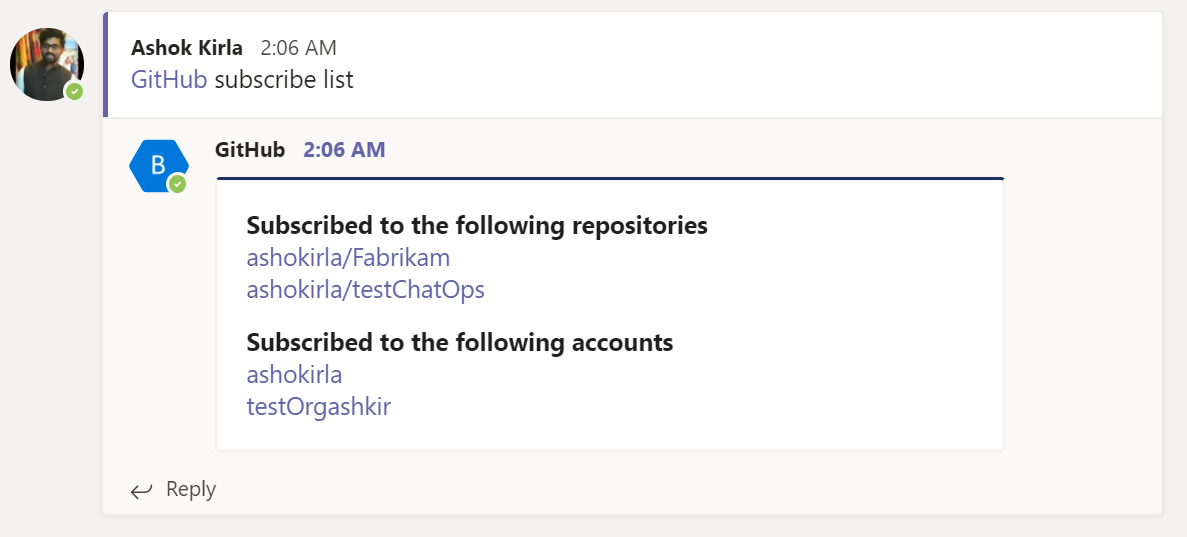 Ashok Kirla 2:06 AM
GitHub subscribe list
B
GitHub 2:06 AM
Subscribed to the following repositories
ashokirla/Fabrikam
ashokirla/testChatOps
Subscribed to the following accounts
ashokirla
testOrgashkir
Reply